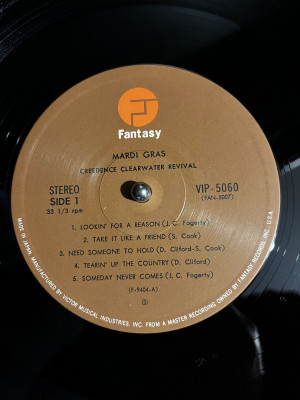 Fantasy
MARDI GRAS
CREEDENCE CLEARWATER REVIVAL
STEREO
SIDE 1
33 1/3 rpm
VIP-5060
(FAN-5007)
1. LOOKIN' FOR A REASON (J. C. Fogerty)
2. TAKE IT LIKE A FRIEND (S. Cook)
3. NEED SOMEONE TO HOLD (D. Cliford-S. Cook)
4. TEARIN' UP THE COUNTRY (D. Cliford)
5. SOMEDAY NEVER COMES (J. C. Fogerty)
(F-9404-A)
MADE IN JAPAN MANUFACTURED BY VICTOR MUSICAL INDUSTRIES, INC. FROM A MASTER RECORDING OWNED BY FANTASY RECORDS, INC. U.S.A.